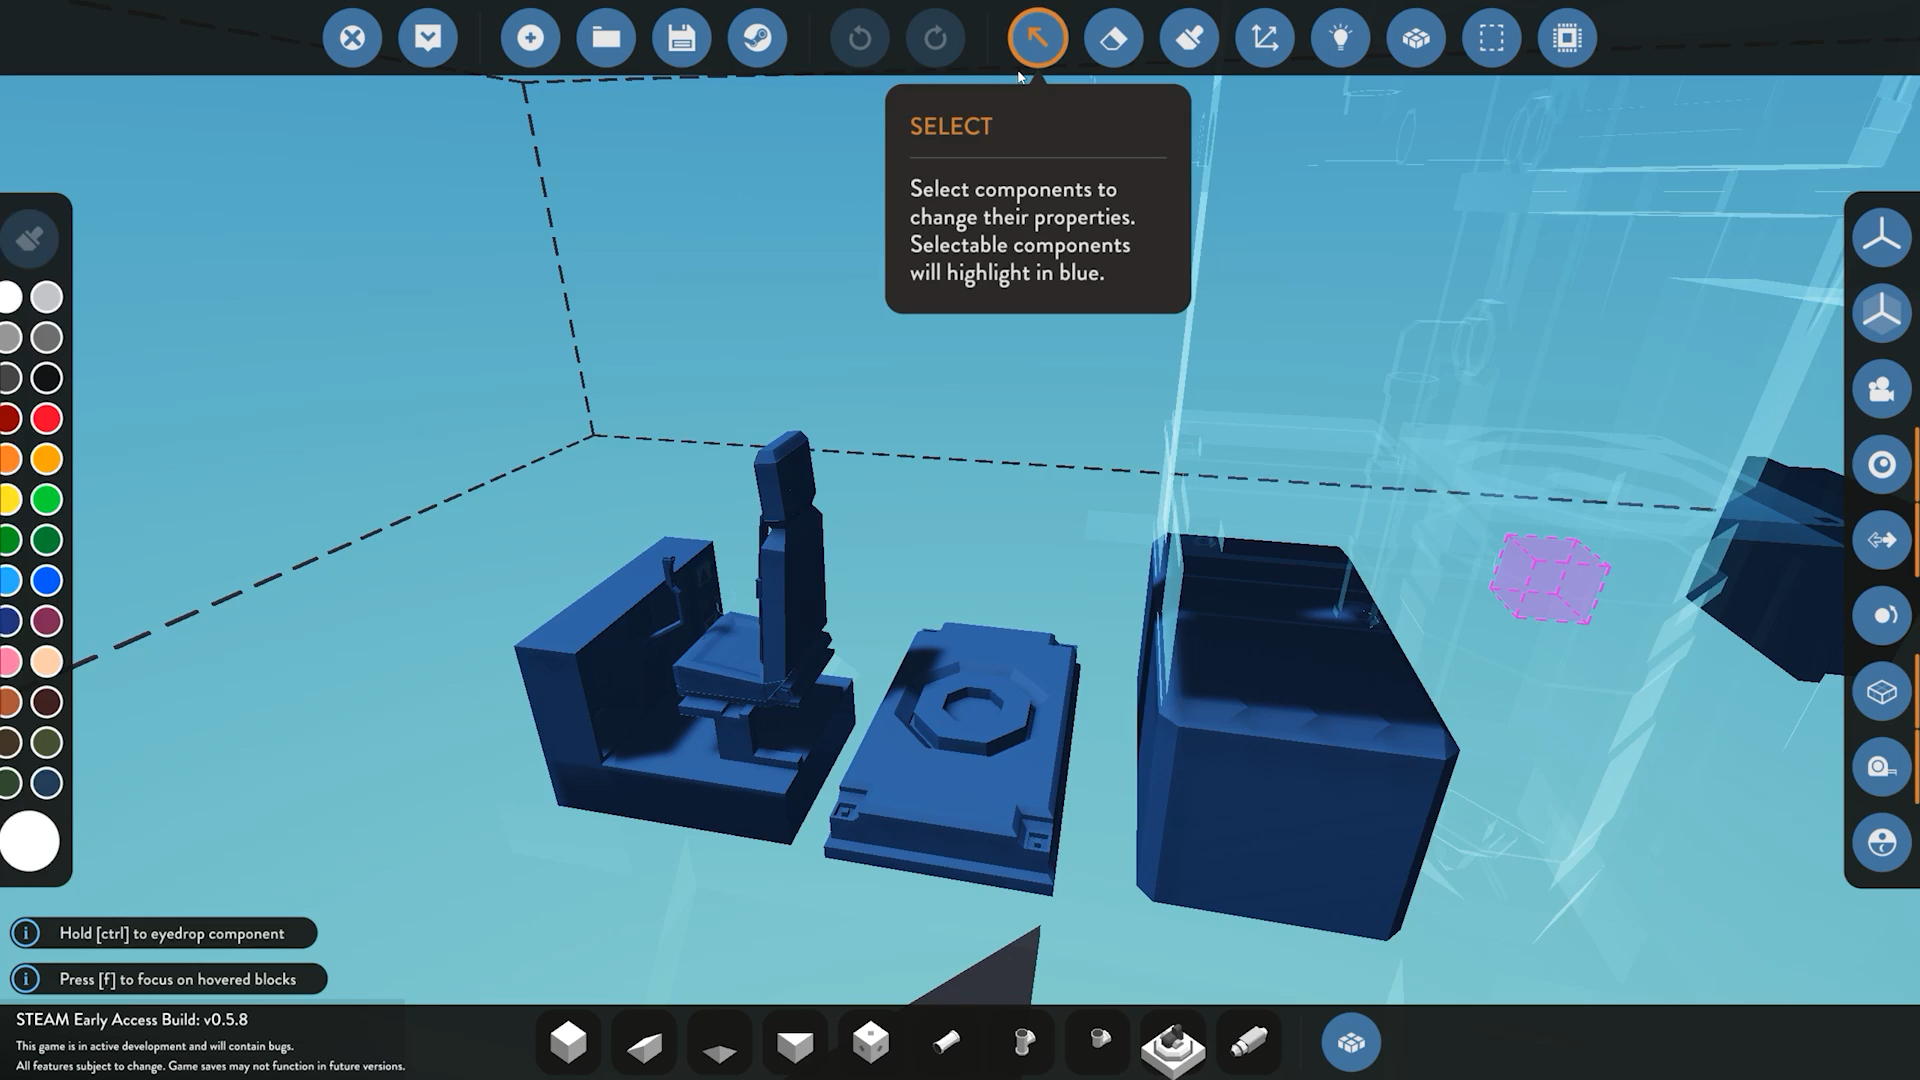 SELECT
Select components to
change their properties.
Selectable components
will highlight in blue.
Hold [ctrl] to eyedrop component
Press [f] to focus on hovered blocks
STEAM Early Access Build: v0.5.8
This game is in active development and will contain bugs.
All features subject to change. Game saves may not function in future versions.